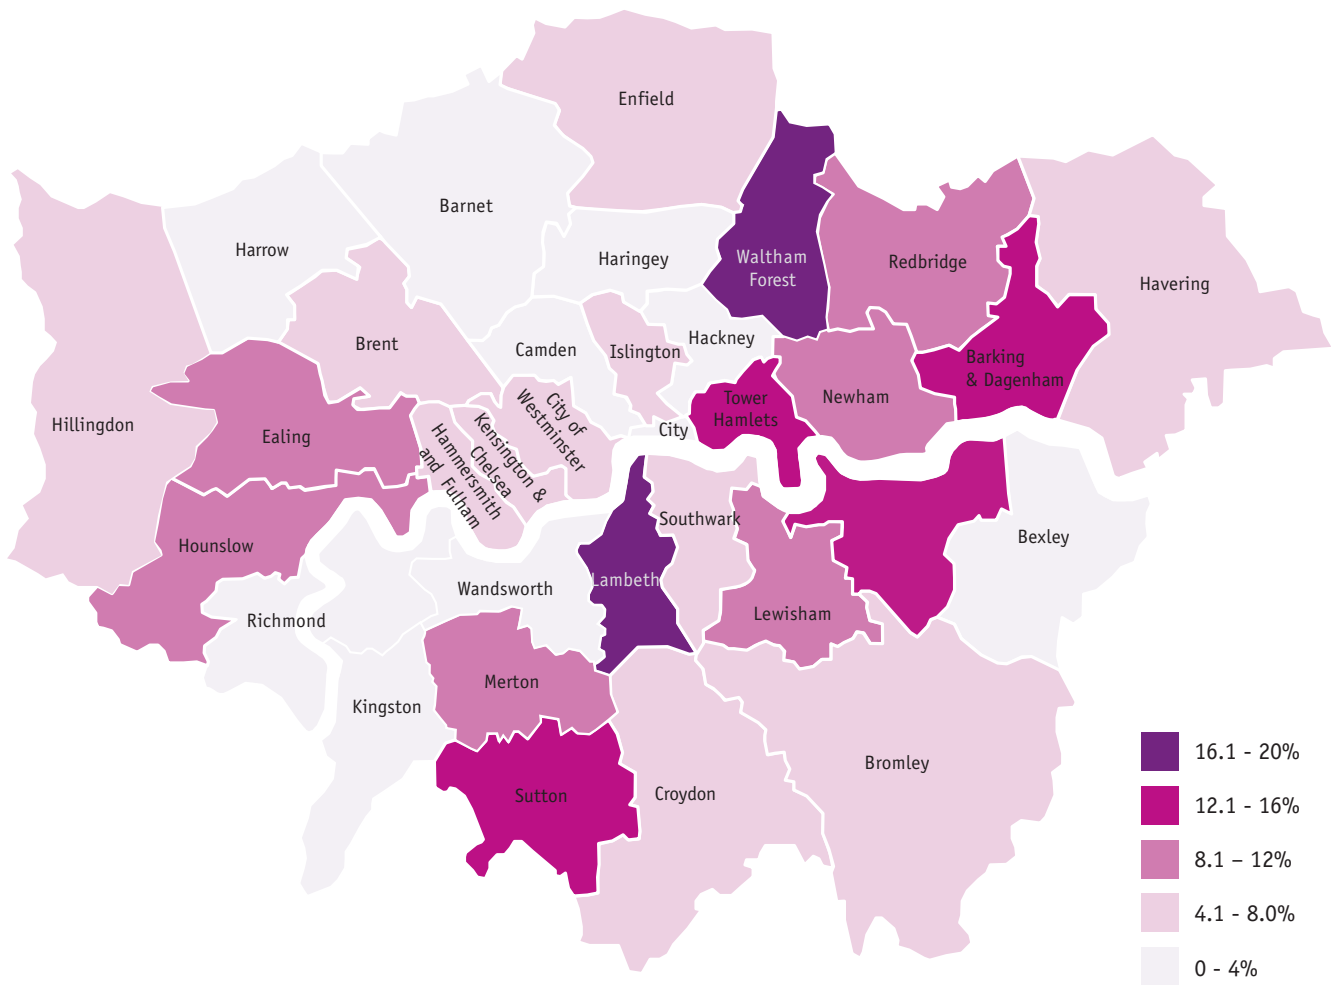 Enfield
Barnet
Harrow
Haringey
Waltham
Forest
Redbridge
Havering
Hackney
Brent
Camden
Islington
Barking
& Dagenham
Newham
Tower
Hamlets
Hillingdon
Ealing
City of
Westminster
Kensington &
Chelsea
Hammersmith
and Fulham
City
Southwark
Hounslow
Bexley
Lambeth
Wandsworth
Richmond
Lewisham
Merton
Kingston
Bromley
Sutton
Croydon
16.1 - 20%
12.1 - 16%
8.1 – 12%
4.1 - 8.0%
0 - 4%